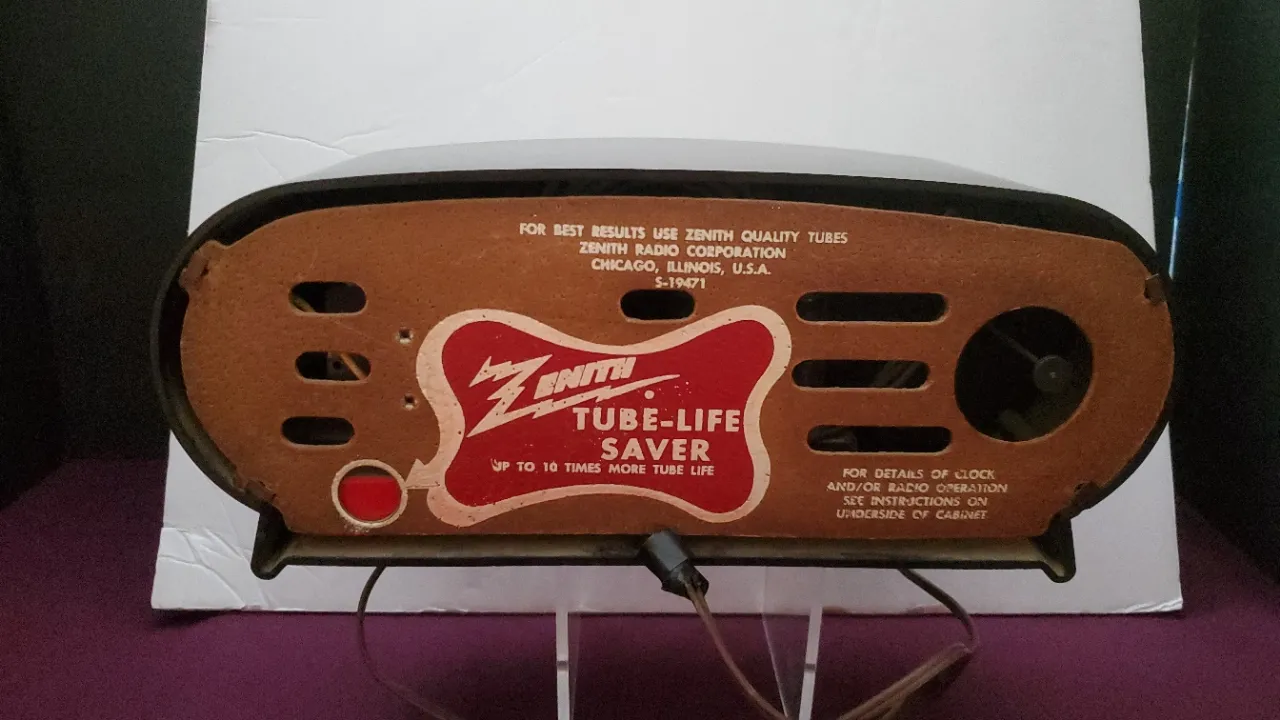 FOR BEST RESULTS USE ZENITH QUALITY TUBES
ZENITH RADIO CORPORATION
CHICAGO, ILLINOIS, U.S.A.
S-19471
ZENITH
TUBE-LIFE
SAVER
UP TO 10 TIMES MORE TUBE LIFE
FOR DETAILS OF CLOCK
AND/OR RADIO OPERATION
SEE INSTRUCTIONS ON
UNDERSIDE OF CABINET